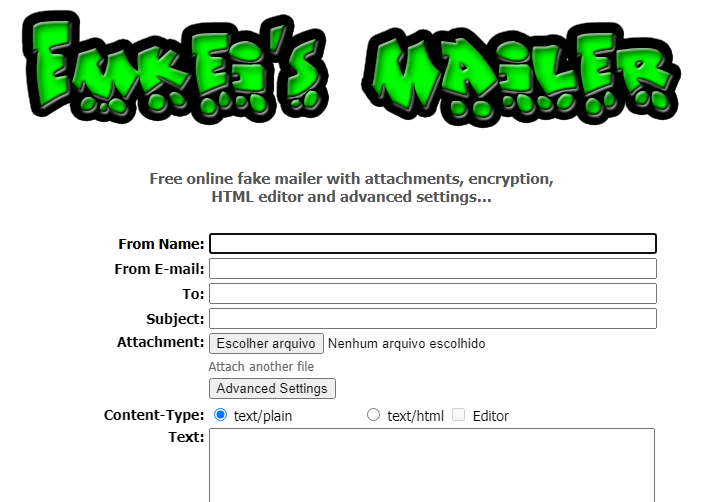 EMKEi'S MAiLER
Free online fake mailer with attachments, encryption,
HTML editor and advanced settings...
From Name:
From E-mail:
To:
Subject:
Attachment: Escolher arquivo Nenhum arquivo escolhido
Attach another file
Advanced Settings
Content-Type: text/plain text/html Editor
Text: